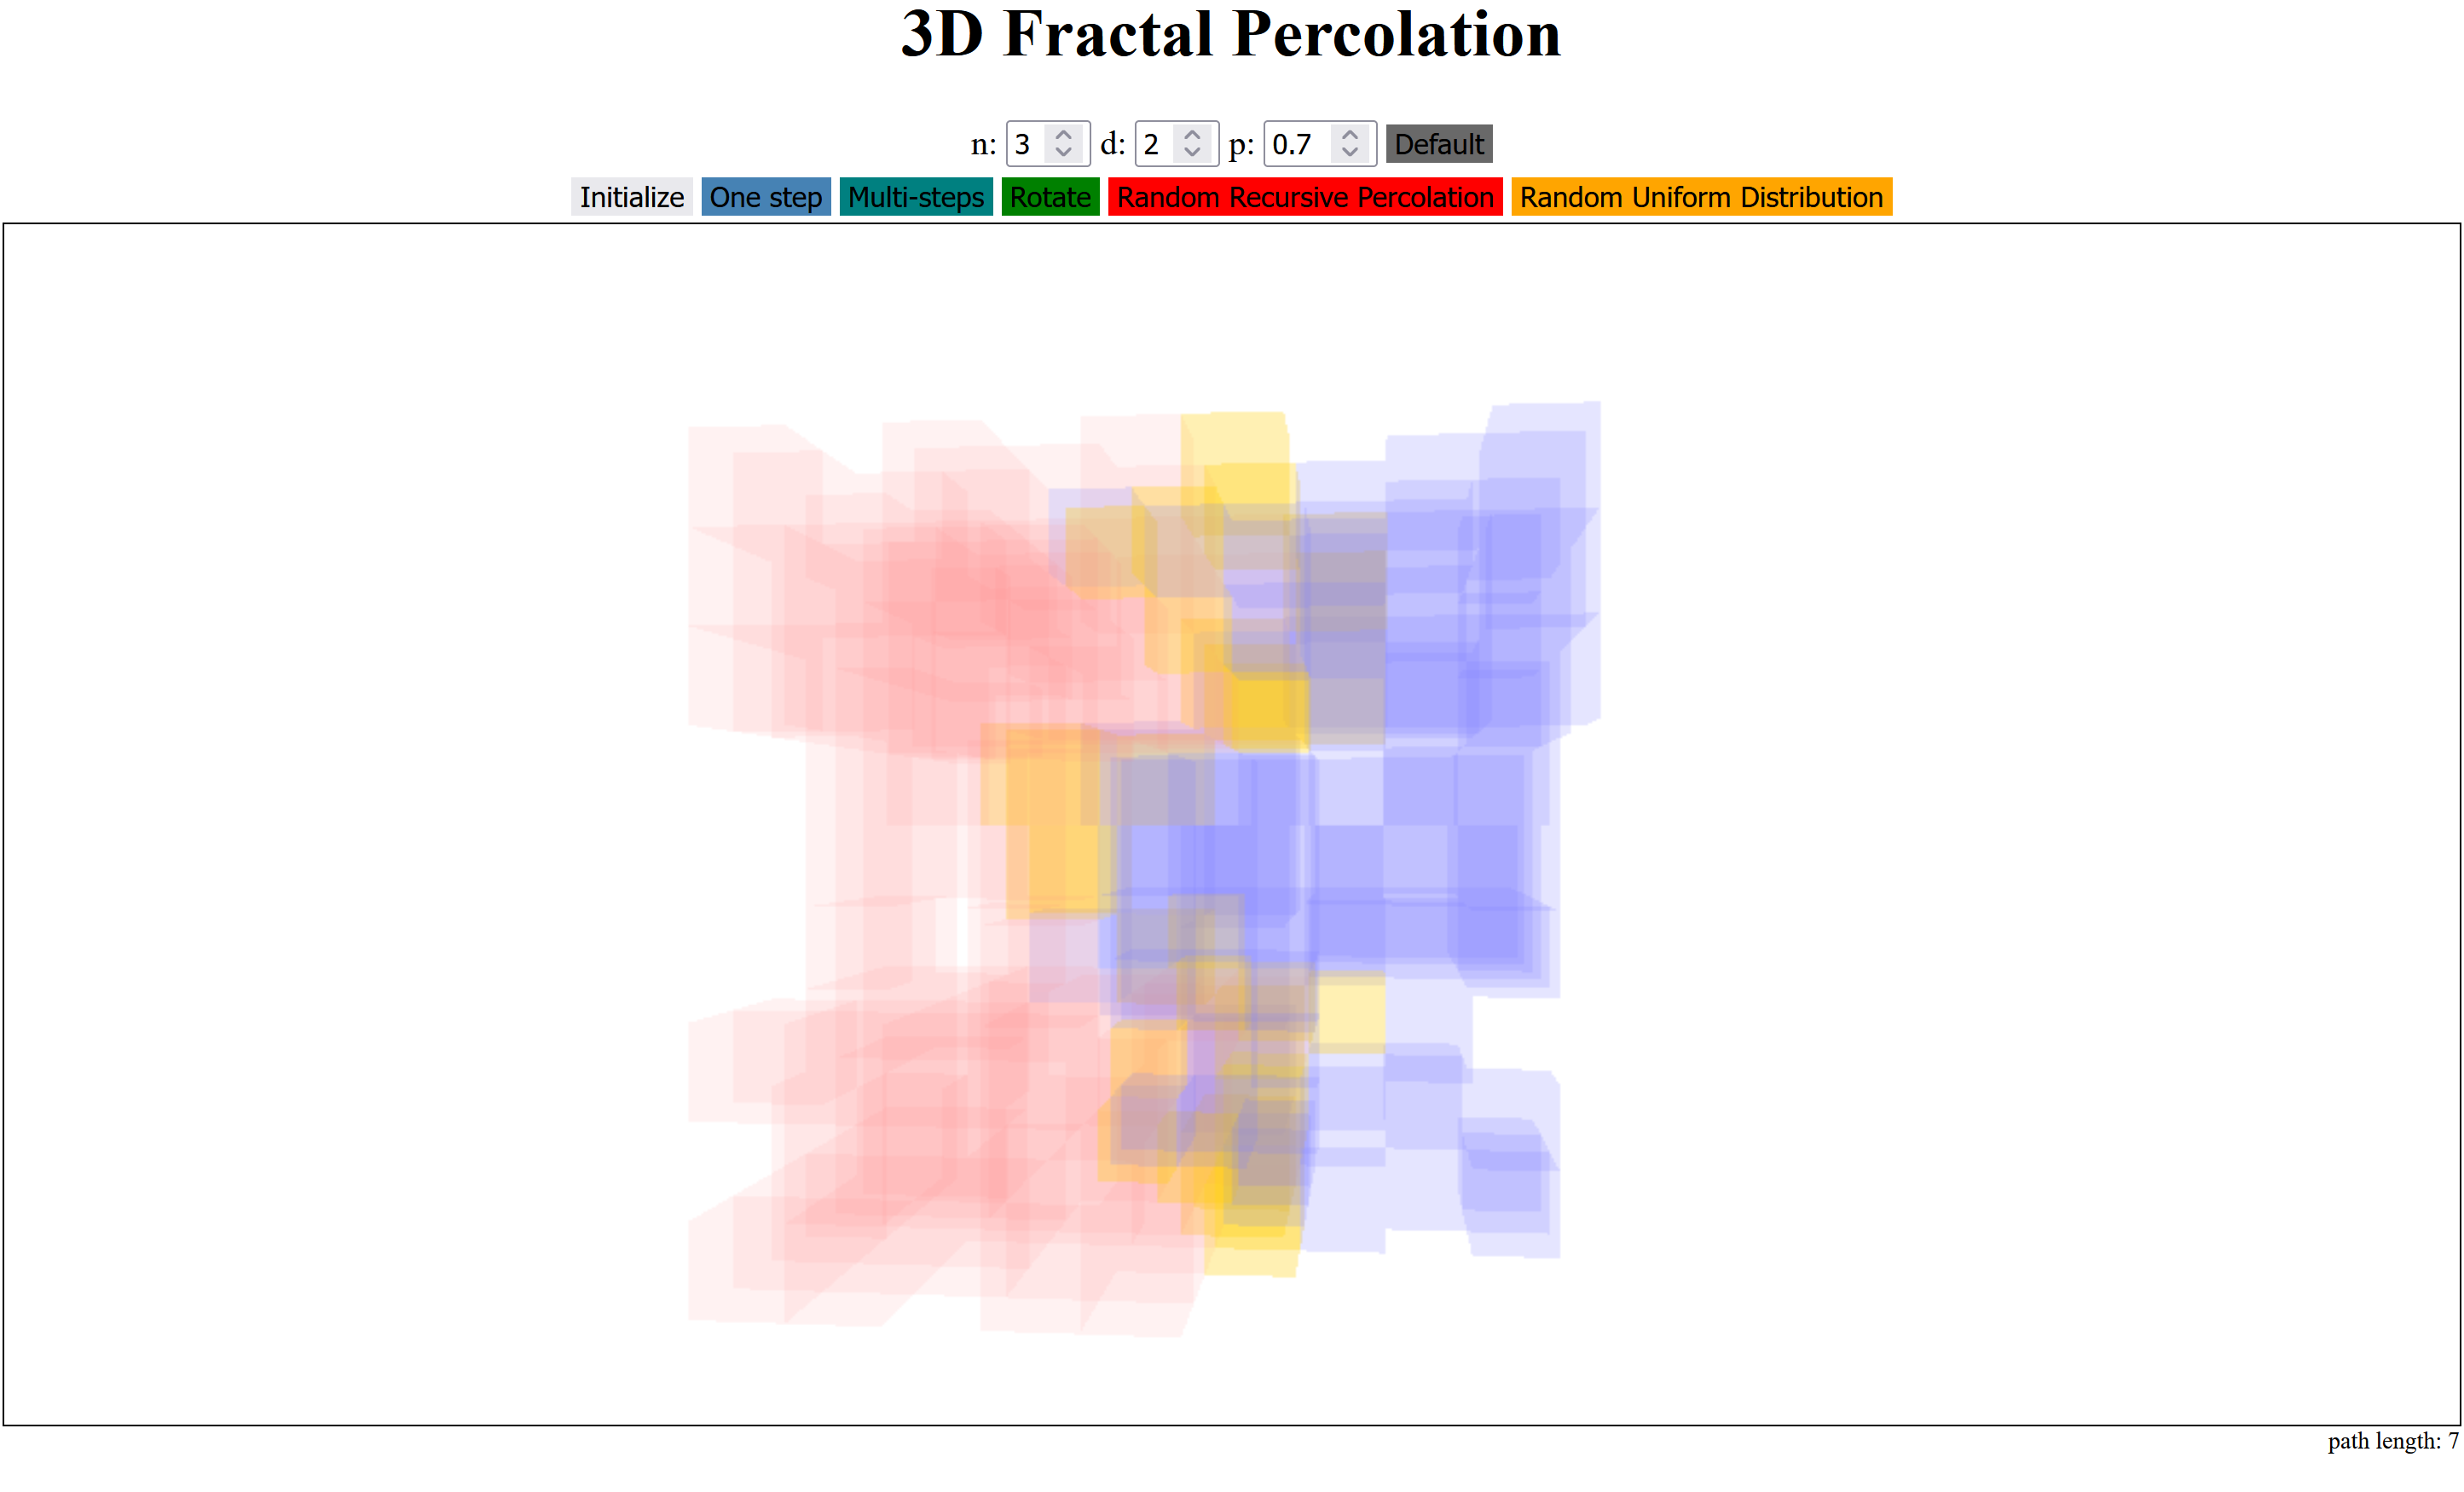 3D Fractal Percolation
n: 3 d: 2 p: 0.7 Default
Initialize One step Multi-steps Rotate Random Recursive Percolation Random Uniform Distribution
path length: 7